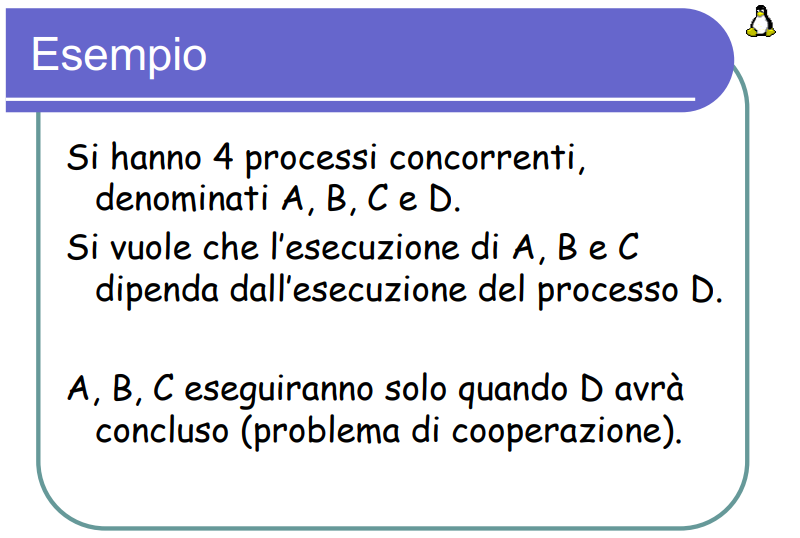 Esempio
Si hanno 4 processi concorrenti,
denominati A, B, C e D.
Si vuole che l'esecuzione di A, B e C
dipenda dall'esecuzione del processo D.
A, B, C eseguiranno solo quando D avrà
concluso (problema di cooperazione).